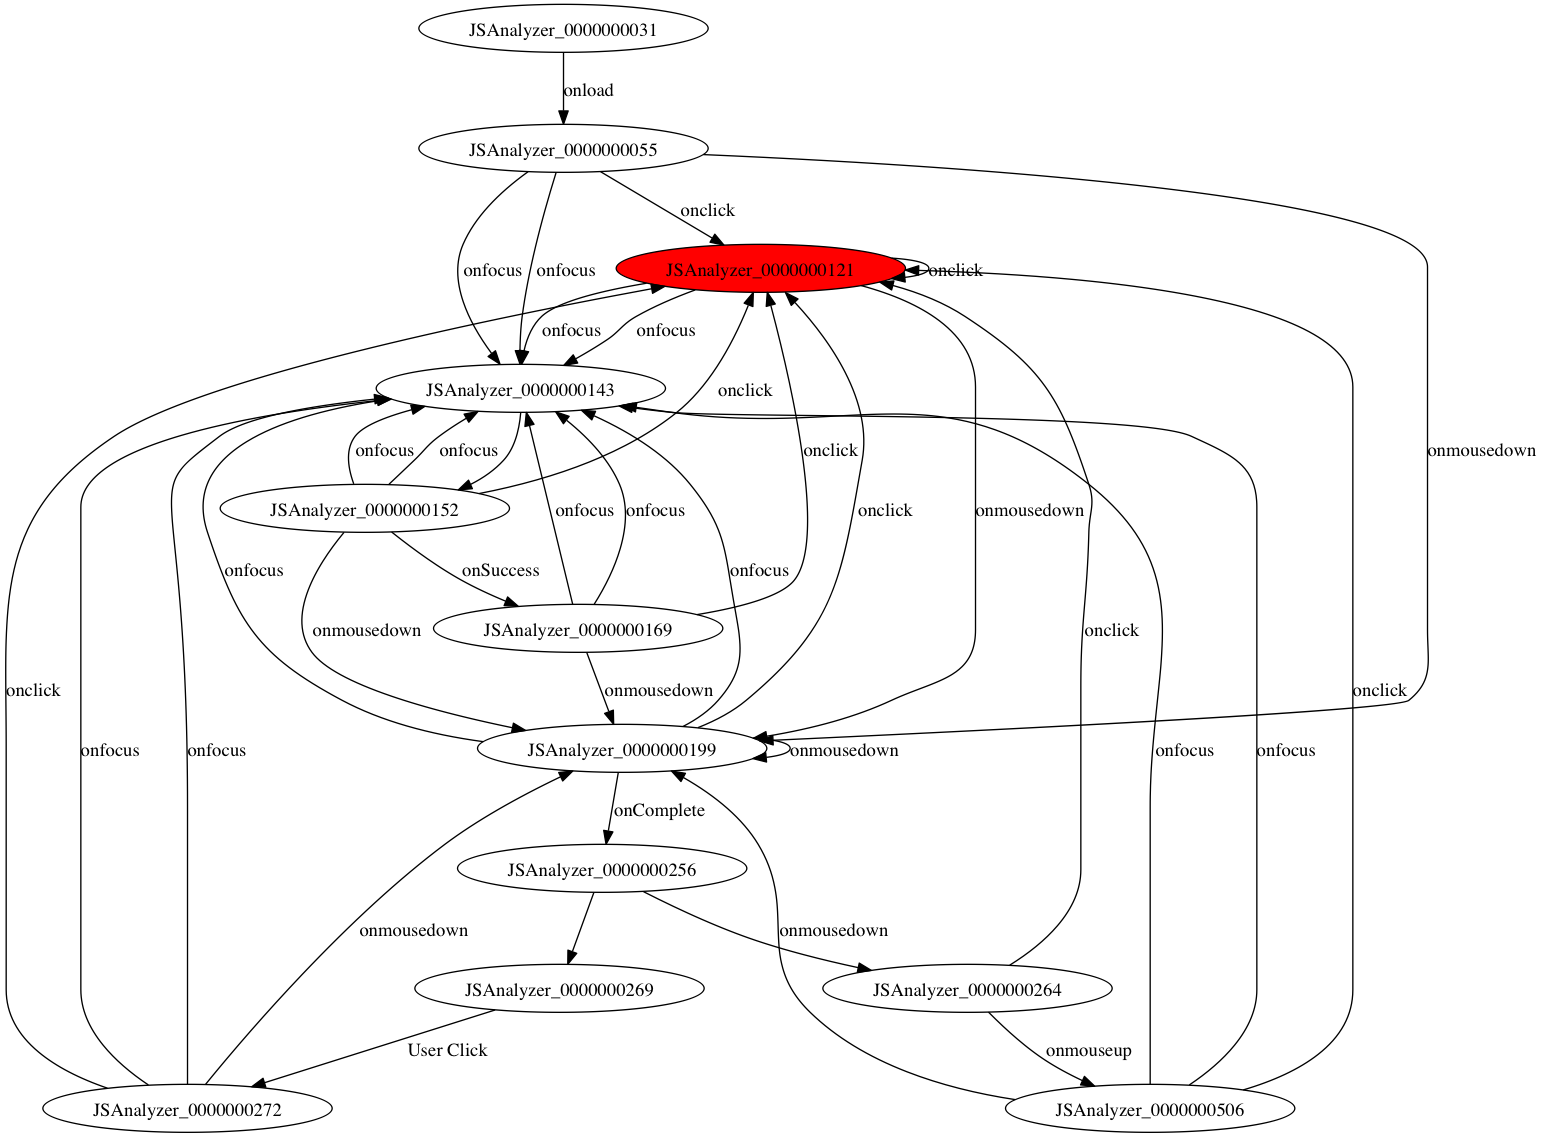 JSAnalyzer_0000000031
onload
JSAnalyzer_0000000055
onclick
onfocus
onfocus
JSAnalyzer_0000000121
onclick
onfocus
onfocus
JSAnalyzer_0000000143
onclick
onfocus
onfocus
onclick
onmousedown
JSAnalyzer_0000000152
onfocus
onfocus
onclick
onmousedown
onfocus
onSuccess
onfocus
onmousedown
JSAnalyzer_0000000169
onclick
onclick
onmousedown
onclick
onfocus
onfocus
JSAnalyzer_0000000199
onmousedown
onfocus
onfocus
onComplete
JSAnalyzer_0000000256
onmousedown
onmousedown
JSAnalyzer_0000000269
JSAnalyzer_0000000264
User Click
onmouseup
JSAnalyzer_0000000272
JSAnalyzer_0000000506